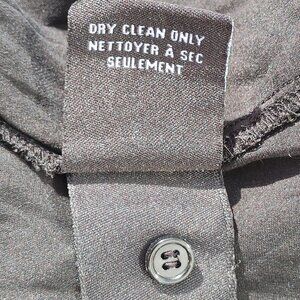 DRY CLEAN ONLY
NETTOYER À SEC
SEULEMENT